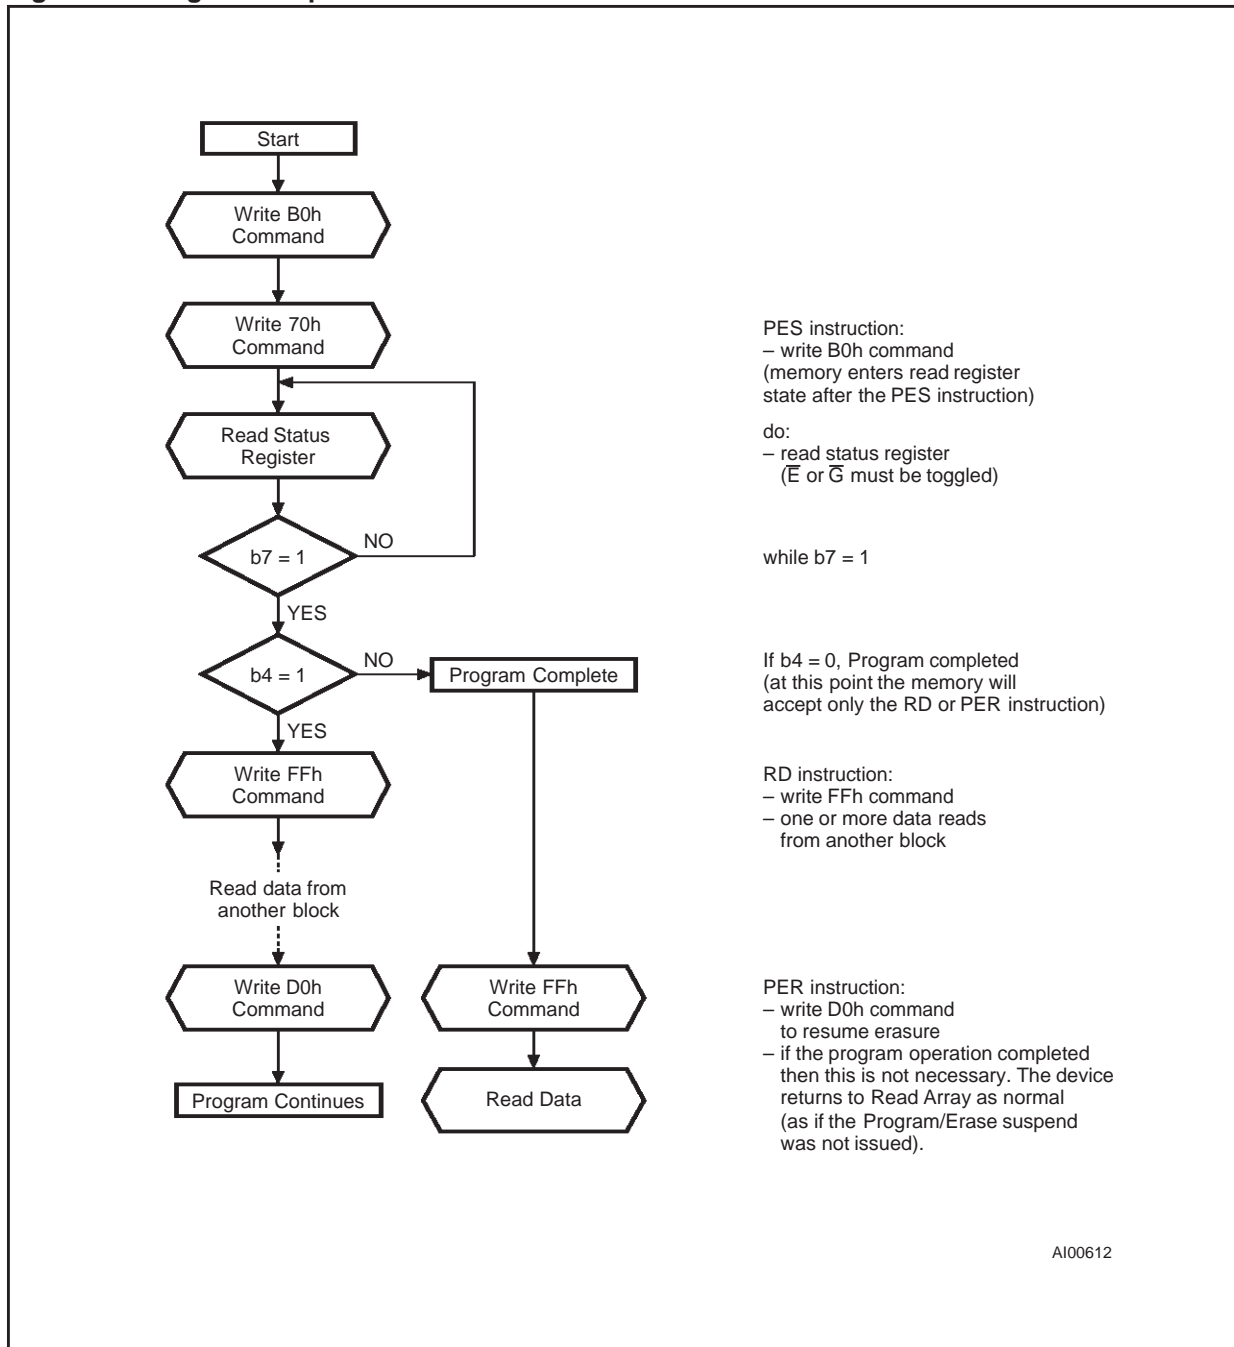 Start
Write B0h
Command
Write 70h
Command
Read Status
Register
b7 = 1
NO
YES
b4 = 1
NO
Program Complete
YES
Write FFh
Command
Read data from
another block
Write D0h
Command
Write FFh
Command
Program Continues
Read Data
PES instruction:
– write B0h command
(memory enters read register
state after the PES instruction)
do:
– read status register
(E̅ or G̅ must be toggled)
while b7 = 1
If b4 = 0, Program completed
(at this point the memory will
accept only the RD or PER instruction)
RD instruction:
– write FFh command
– one or more data reads
from another block
PER instruction:
– write D0h command
to resume erasure
– if the program operation completed
then this is not necessary. The device
returns to Read Array as normal
(as if the Program/Erase suspend
was not issued).
AI00612